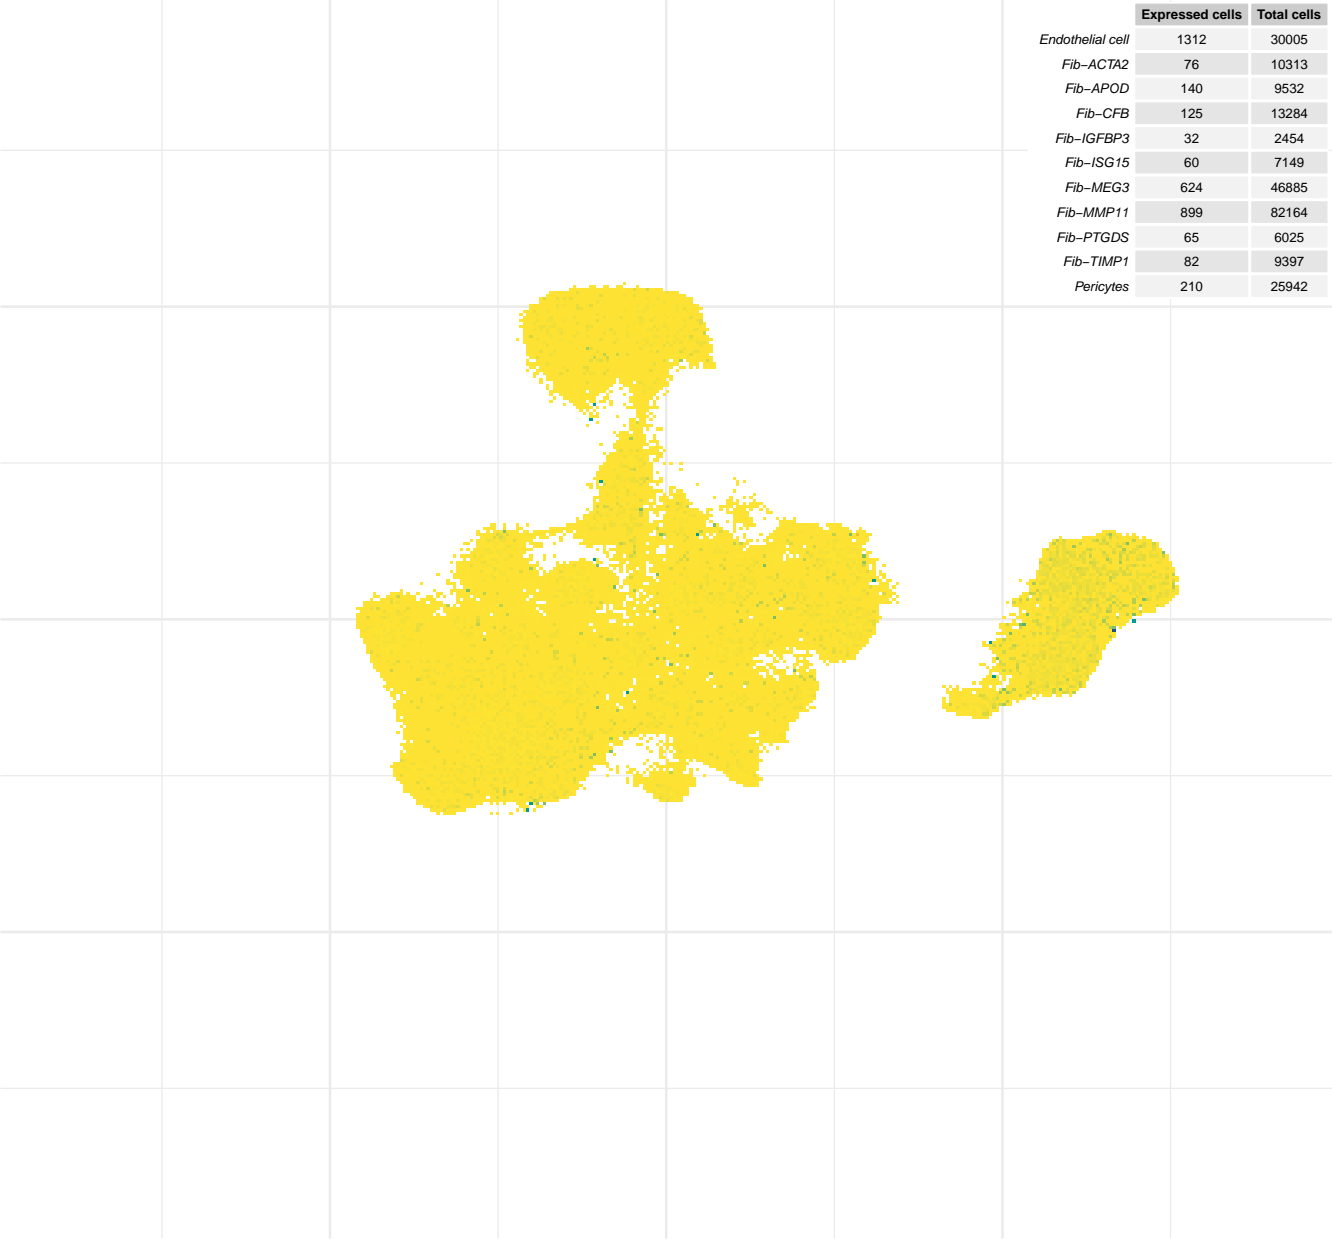 Expressed cells Total cells
Endothelial cell 1312 30005
Fib−ACTA2 76 10313
Fib−APOD 140 9532
Fib−CFB 125 13284
Fib−IGFBP3 32 2454
Fib−ISG15 60 7149
Fib−MEG3 624 46885
Fib−MMP11 899 82164
Fib−PTGDS 65 6025
Fib−TIMP1 82 9397
Pericytes 210 25942